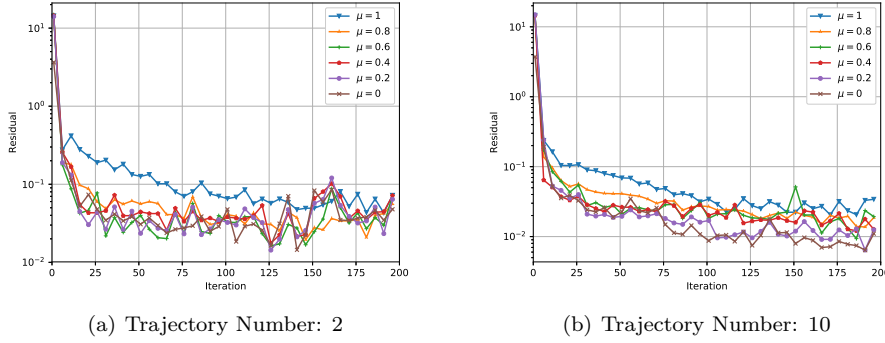 10¹
10⁰
10⁻¹
10⁻²
Residual
0 25 50 75 100 125 150 175 200
Iteration
μ = 1
μ = 0.8
μ = 0.6
μ = 0.4
μ = 0.2
μ = 0
(a) Trajectory Number: 2
10¹
10⁰
10⁻¹
10⁻²
Residual
0 25 50 75 100 125 150 175 200
Iteration
μ = 1
μ = 0.8
μ = 0.6
μ = 0.4
μ = 0.2
μ = 0
(b) Trajectory Number: 10